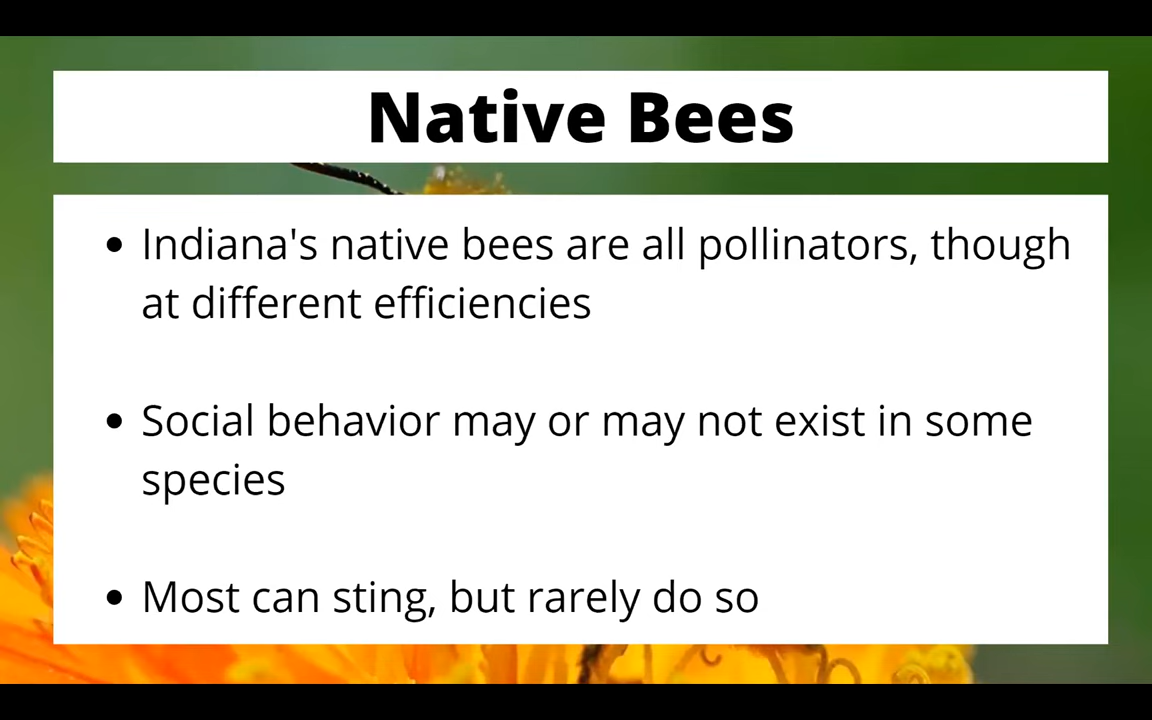 Native Bees
• Indiana's native bees are all pollinators, though
at different efficiencies
• Social behavior may or may not exist in some
species
• Most can sting, but rarely do so